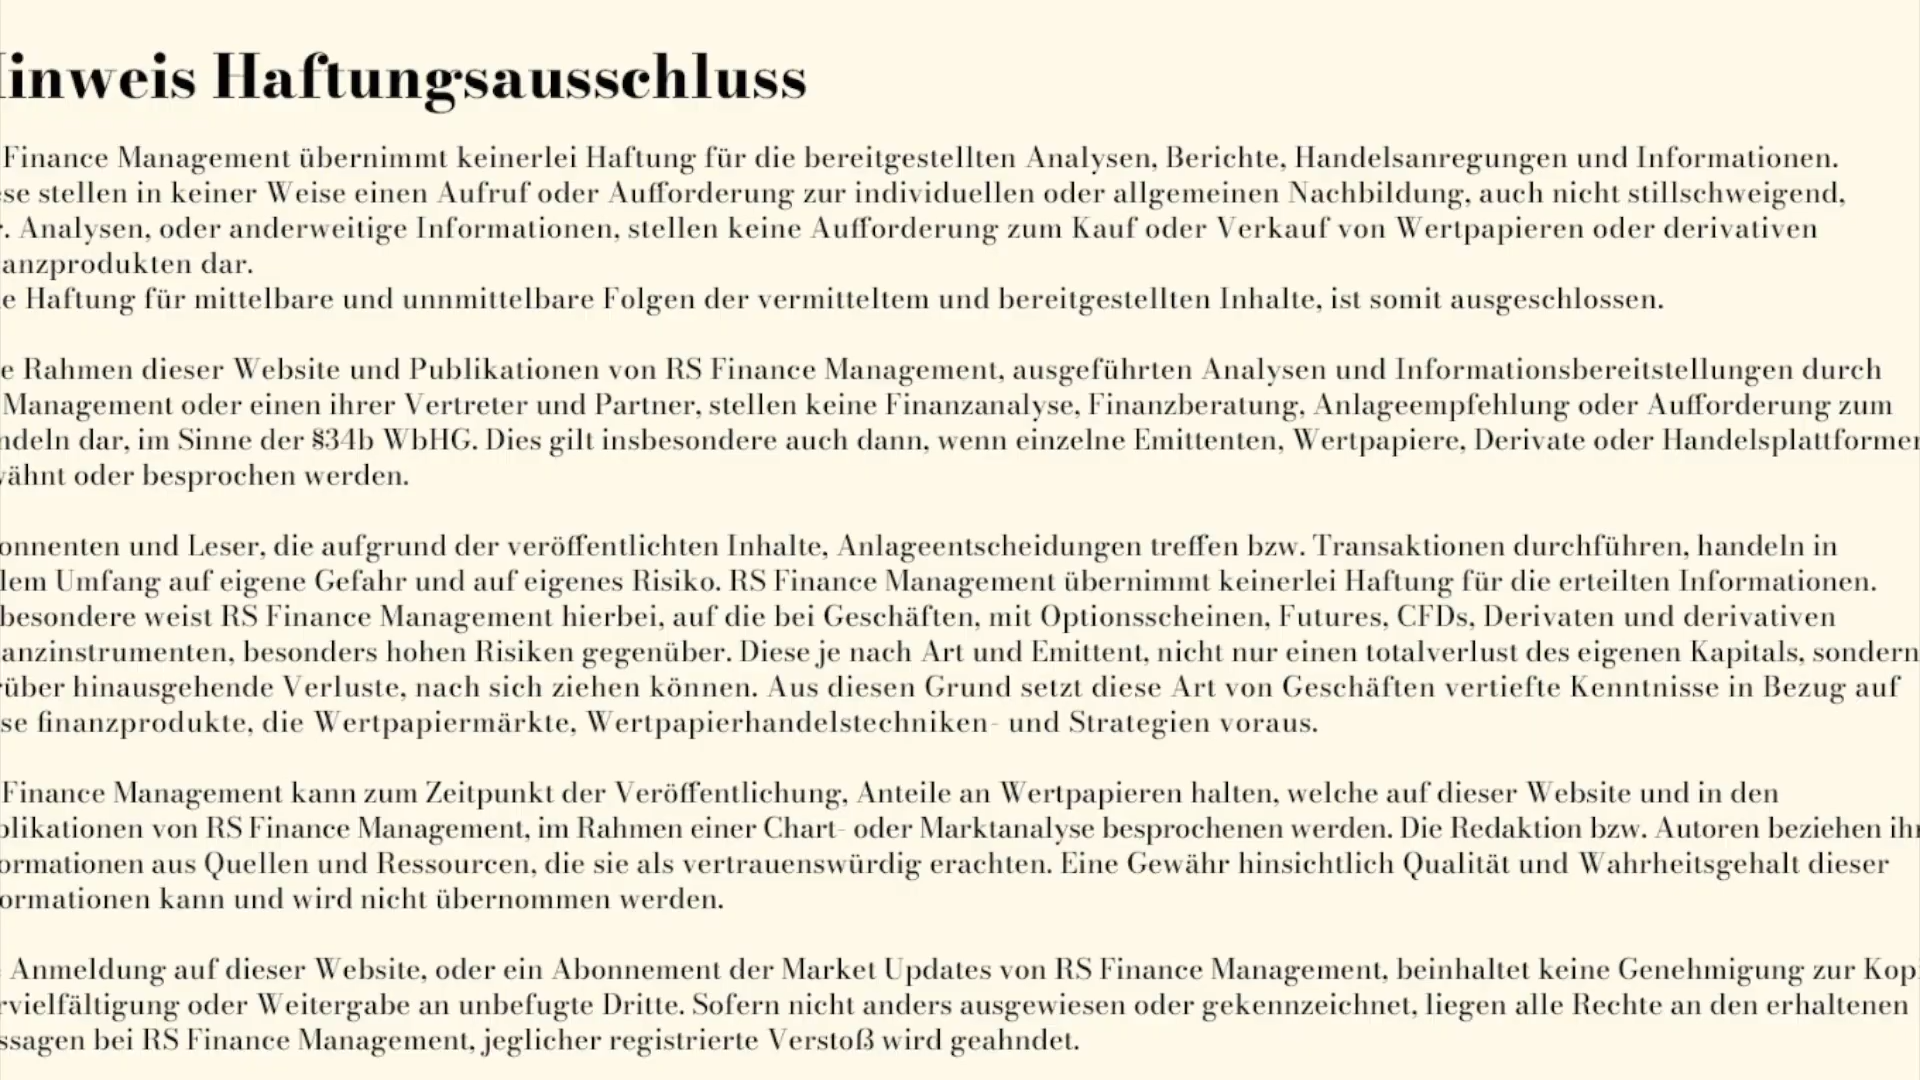 inweis Haftungsausschluss
Finance Management übernimmt keinerlei Haftung für die bereitgestellten Analysen, Berichte, Handelsanregungen und Informationen.
se stellen in keiner Weise einen Aufruf oder Aufforderung zur individuellen oder allgemeinen Nachbildung, auch nicht stillschweigend,
. Analysen, oder anderweitige Informationen, stellen keine Aufforderung zum Kauf oder Verkauf von Wertpapieren oder derivativen
anzprodukten dar.
e Haftung für mittelbare und unnmittelbare Folgen der vermitteltem und bereitgestellten Inhalte, ist somit ausgeschlossen.
e Rahmen dieser Website und Publikationen von RS Finance Management, ausgeführten Analysen und Informationsbereitstellungen durch
Management oder einen ihrer Vertreter und Partner, stellen keine Finanzanalyse, Finanzberatung, Anlageempfehlung oder Aufforderung zum
ndeln dar, im Sinne der §34b WbHG. Dies gilt insbesondere auch dann, wenn einzelne Emittenten, Wertpapiere, Derivate oder Handelsplattformen
ähnt oder besprochen werden.
onnenten und Leser, die aufgrund der veröffentlichten Inhalte, Anlageentscheidungen treffen bzw. Transaktionen durchführen, handeln in
lem Umfang auf eigene Gefahr und auf eigenes Risiko. RS Finance Management übernimmt keinerlei Haftung für die erteilten Informationen.
besondere weist RS Finance Management hierbei, auf die bei Geschäften, mit Optionsscheinen, Futures, CFDs, Derivaten und derivativen
anzinstrumenten, besonders hohen Risiken gegenüber. Diese je nach Art und Emittent, nicht nur einen totalverlust des eigenen Kapitals, sondern
rüber hinausgehende Verluste, nach sich ziehen können. Aus diesen Grund setzt diese Art von Geschäften vertiefte Kenntnisse in Bezug auf
se finanzprodukte, die Wertpapiermärkte, Wertpapierhandelstechniken- und Strategien voraus.
Finance Management kann zum Zeitpunkt der Veröffentlichung, Anteile an Wertpapieren halten, welche auf dieser Website und in den
blikationen von RS Finance Management, im Rahmen einer Chart- oder Marktanalyse besprochenen werden. Die Redaktion bzw. Autoren beziehen ihr
ormationen aus Quellen und Ressourcen, die sie als vertrauenswürdig erachten. Eine Gewähr hinsichtlich Qualität und Wahrheitsgehalt dieser
ormationen kann und wird nicht übernommen werden.
Anmeldung auf dieser Website, oder ein Abonnement der Market Updates von RS Finance Management, beinhaltet keine Genehmigung zur Kop
rvielfältigung oder Weitergabe an unbefugte Dritte. Sofern nicht anders ausgewiesen oder gekennzeichnet, liegen alle Rechte an den erhaltenen
ssagen bei RS Finance Management, jeglicher registrierte Verstoß wird geahndet.